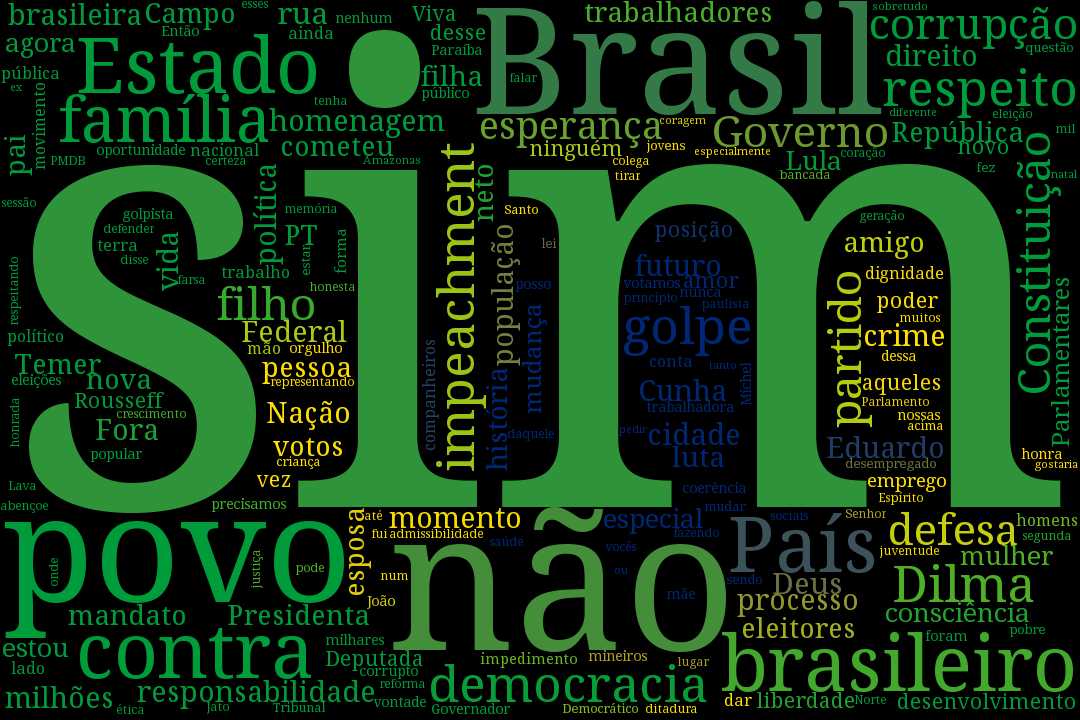 brasileira
Campo
esses
rua
nenhum
Viva
trabalhadores
sobretudo
corrupção
Então
ainda
desse
agora
Estado
Brasil
Paraíba
direito
questão
pública
filha
falar
respeito
ex
público
família
tenha
movimento
homenagem
esperança
coragem
Governo
diferente
eleição
República
mil
pai
PMDB
oportunidade
nacional
certeza
cometeu
Amazonas
ninguém
colega
jovens
especialmente
Lula
coração
novo
fez
tirar
bancada
natal
sim
sessão
golpista
defender
terra
disse
vida
farsa
política
memória
PT
estar
forma
trabalho
honesta
neto
Santo
lei
posição
geração
amigo
Constituição
respeitando
filho
impeachment
população
posso
futuro
votamos
amor
princípio
nunca
paulista
dignidade
poder
muitos
partido
político
Federal
mão
orgulho
mudança
golpe
crime
dessa
Parlamentares
Temer
eleições
nova
pessoa
representando
companheiros
história
conta
tanto
Michel
aqueles
Rousseff
crescimento
honrada
Nação
Cunha
trabalhadora
Parlamento
nossas
acima
Fora
votos
daquele
pedir
cidade
Eduardo
popular
criança
luta
desempregado
honra
gostaria
Lava
vez
coerência
emprego
Espírito
abençoe
precisamos
mudar
povo
esposa
até
momento
especial
sociais
Senhor
defesa
homens
fui
admissibilidade
saúde
fazendo
País
segunda
não
vocês
juventude
mulher
onde
justiça
pode
num
ou
sendo
Deus
Dilma
João
mãe
processo
mandato
Presidenta
consciência
contra
eleitores
foram
pobre
estou
milhares
brasileiro
lado
Deputada
impedimento
mineiros
lugar
corrupto
milhões
responsabilidade
reforma
democracia
dar
liberdade
Norte
desenvolvimento
ética
Jato
Tribunal
vontade
Governador
Democrático
ditadura